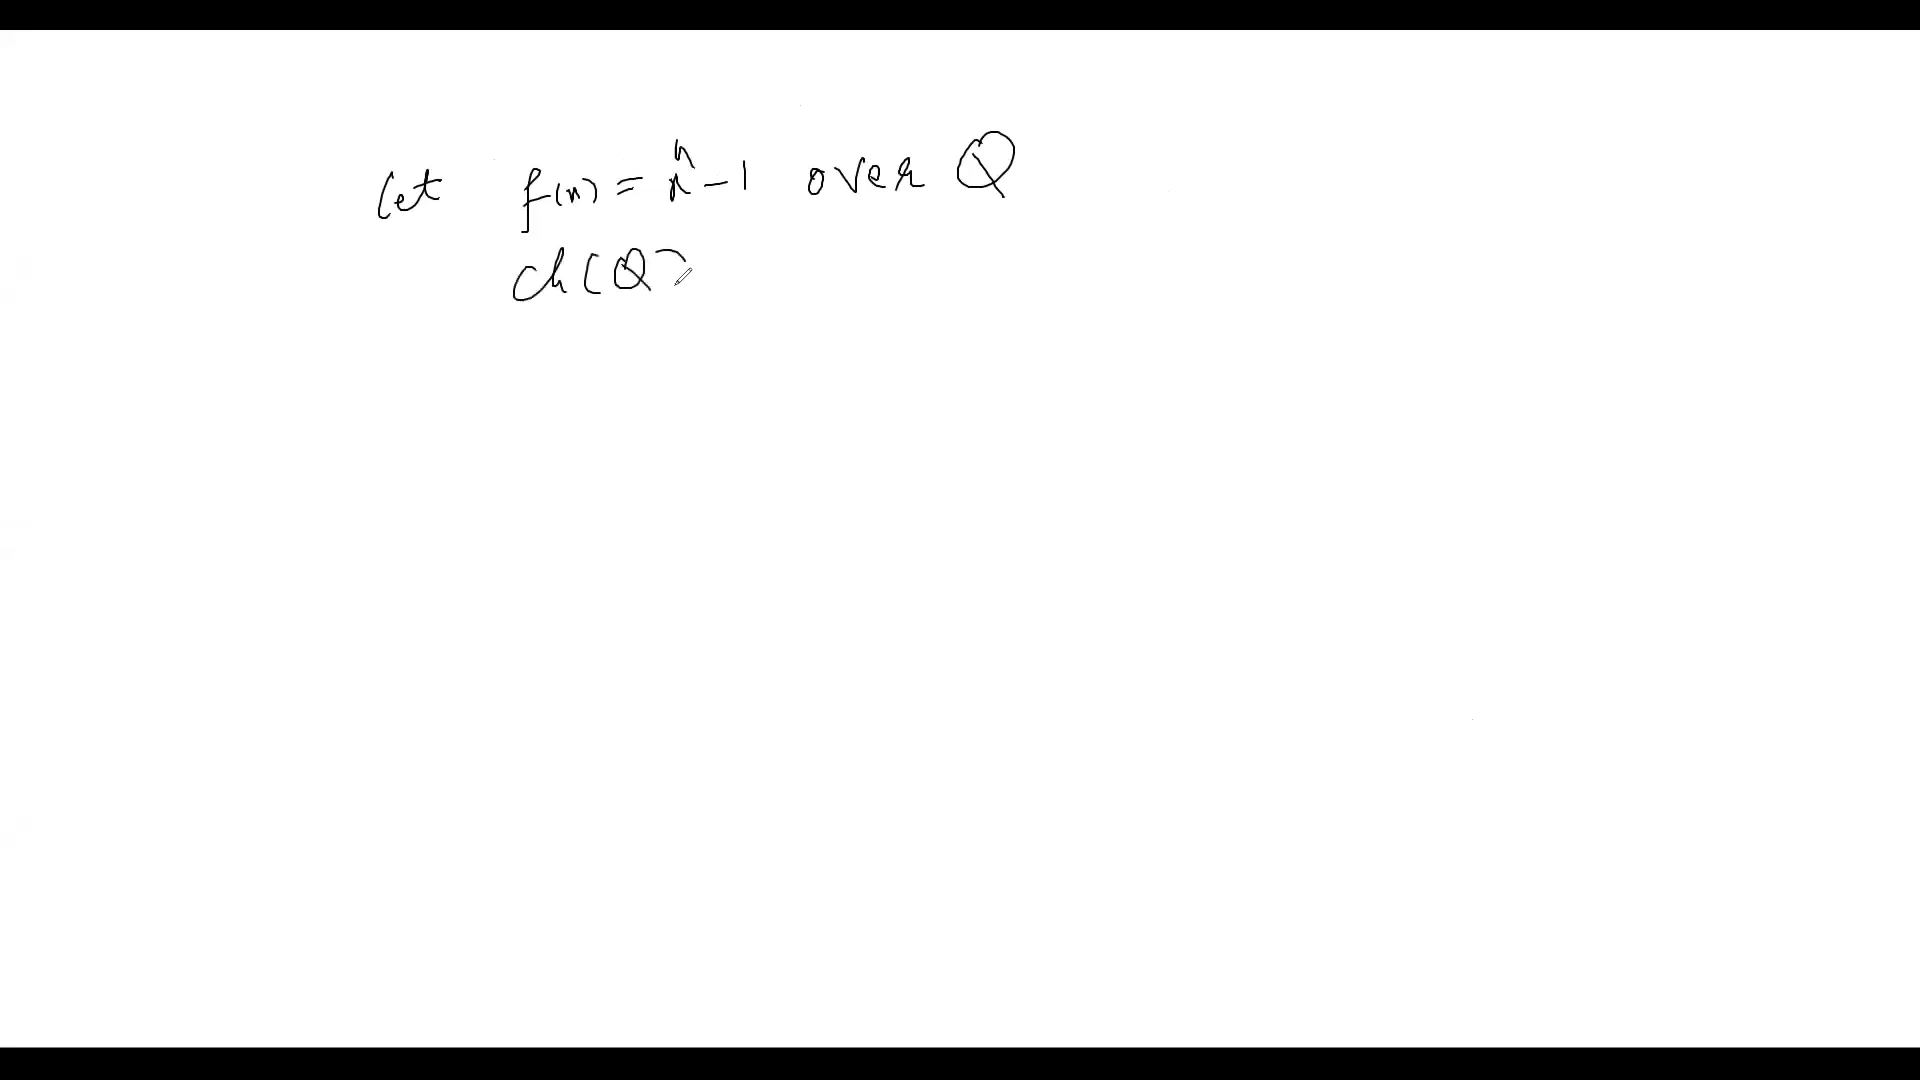 Let f(x) = x^n - 1 over Q
ch(Q)